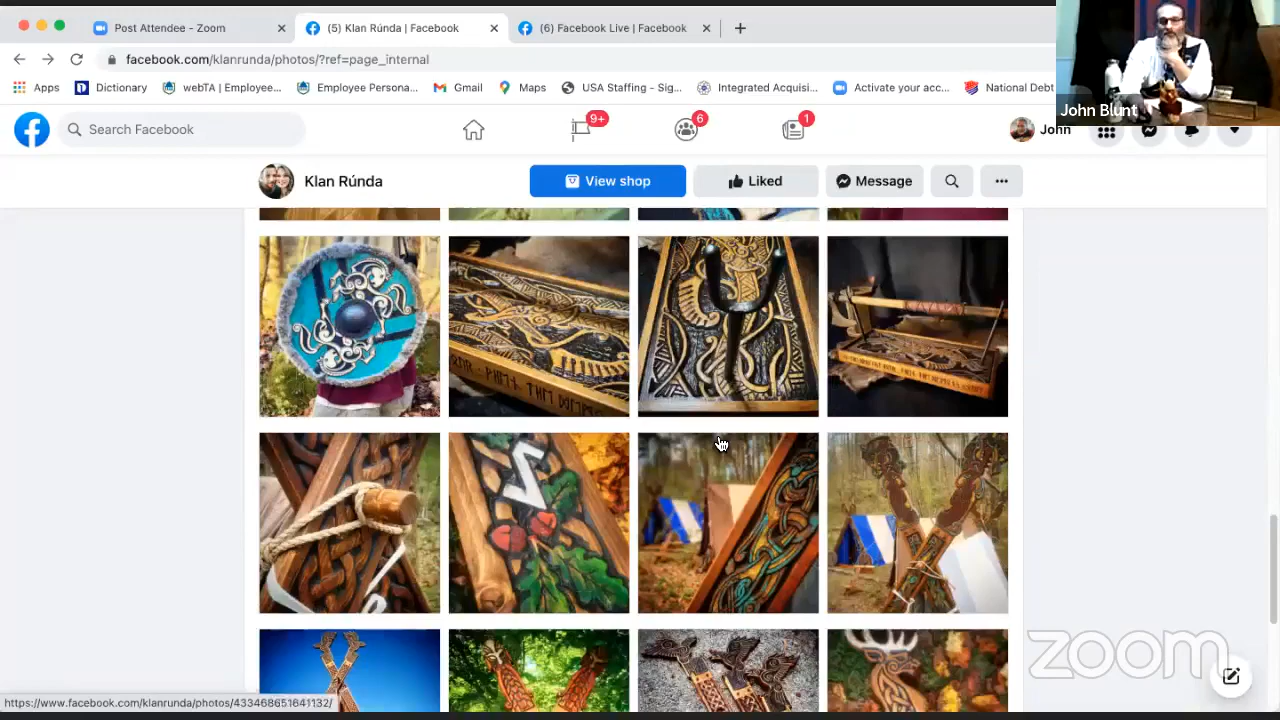 Post Attendee - Zoom
(5) Klan Rúnda | Facebook
(6) Facebook Live | Facebook
facebook.com/klanrunda/photos/?ref=page_internal
Apps
Dictionary
webTA | Employee...
Employee Persona...
Gmail
Maps
USA Staffing - Sig...
Integrated Acquisi...
Activate your acc...
National Debt
John Blunt
Search Facebook
9+
6
1
John
Klan Rúnda
View shop
Liked
Message
zoom
https://www.facebook.com/klanrunda/photos/433468651641132/